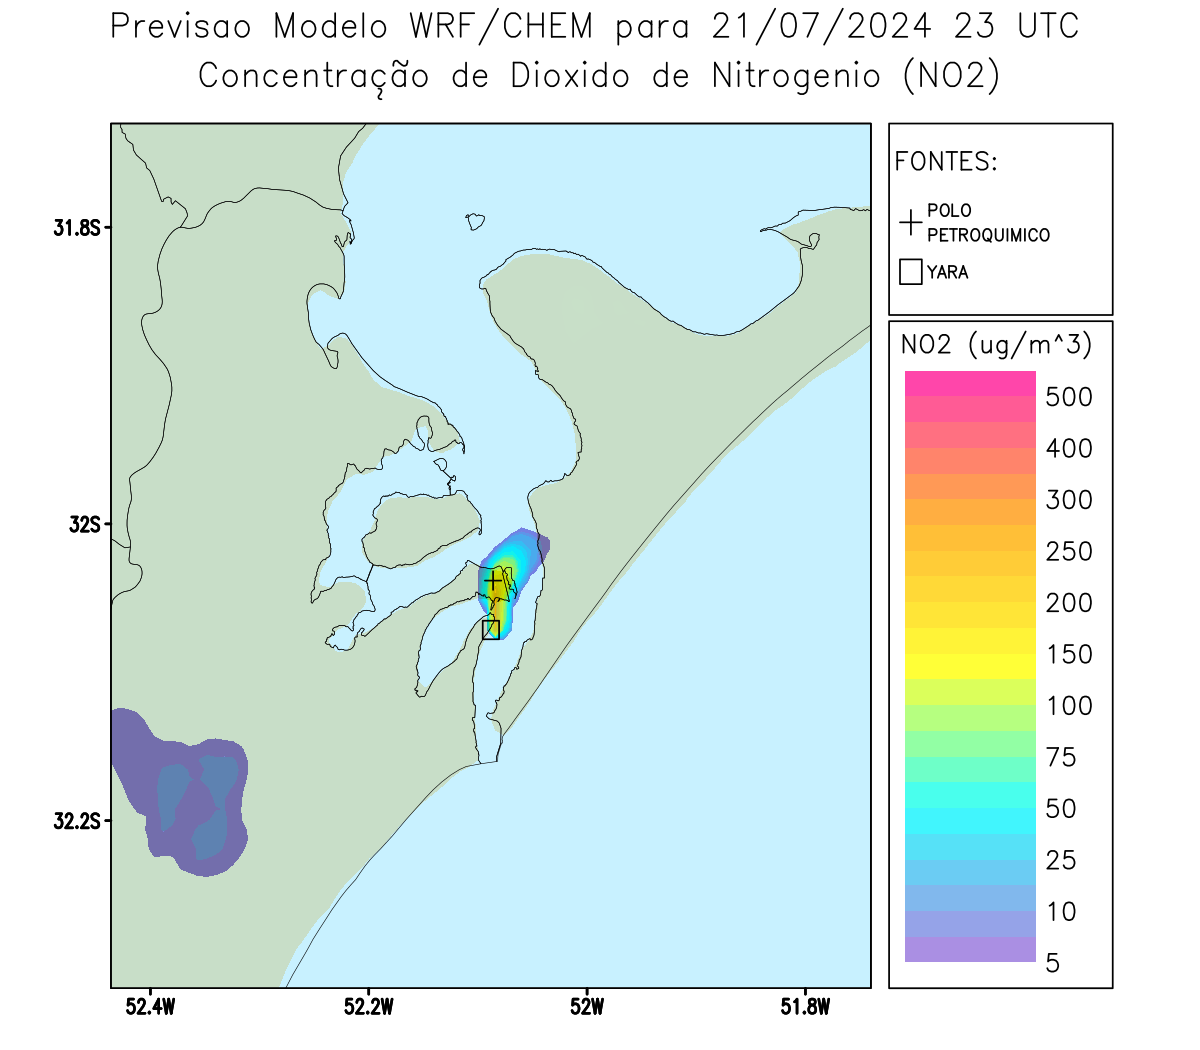 Previsao Modelo WRF/CHEM para 21/07/2024 23 UTC
Concentração de Dioxido de Nitrogenio (NO2)
FONTES:
POLO
PETROQUIMICO
YARA
NO2 (ug/m^3)
500
400
300
250
200
150
100
75
50
25
10
5
31.8S
32S
32.2S
52.4W
52.2W
52W
51.8W